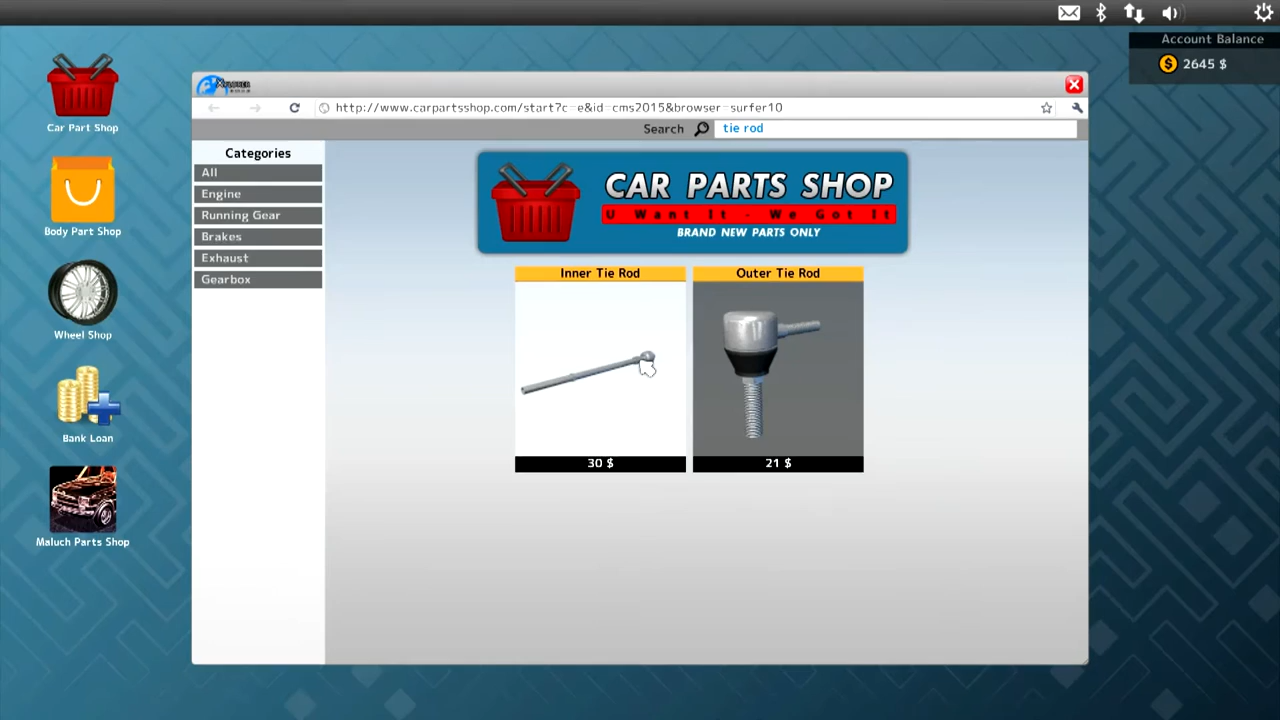 Account Balance
$ 2645 $
Car Part Shop
Body Part Shop
Wheel Shop
Bank Loan
Maluch Parts Shop
http://www.carpartsshop.com/start?c=e&id=cms2015&browser=surfer10
Search tie rod
Categories
All
Engine
Running Gear
Brakes
Exhaust
Gearbox
CAR PARTS SHOP
U Want It - We Got It
BRAND NEW PARTS ONLY
Inner Tie Rod
30 $
Outer Tie Rod
21 $